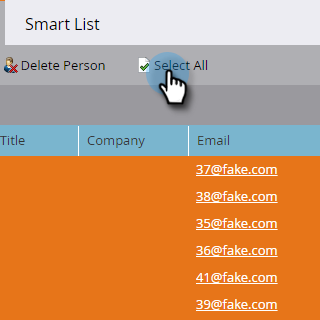 Smart List
Delete Person Select All
Title Company Email
37@fake.com
38@fake.com
35@fake.com
36@fake.com
41@fake.com
39@fake.com